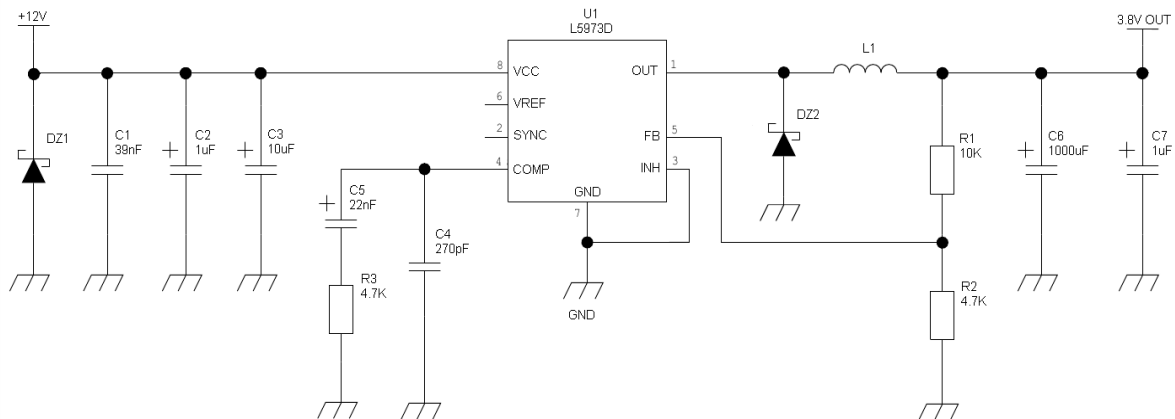 U1
L5973D
+12V
3.8V OUT
L1
8 VCC
OUT 1
6 VREF
2 SYNC
FB 5
4 COMP
INH 3
GND
7
DZ1
C1
39nF
C2
1uF
C3
10uF
DZ2
R1
10K
C6
1000uF
C7
1uF
C5
22nF
C4
270pF
R3
4.7K
R2
4.7K
GND
+
+
+
+
+